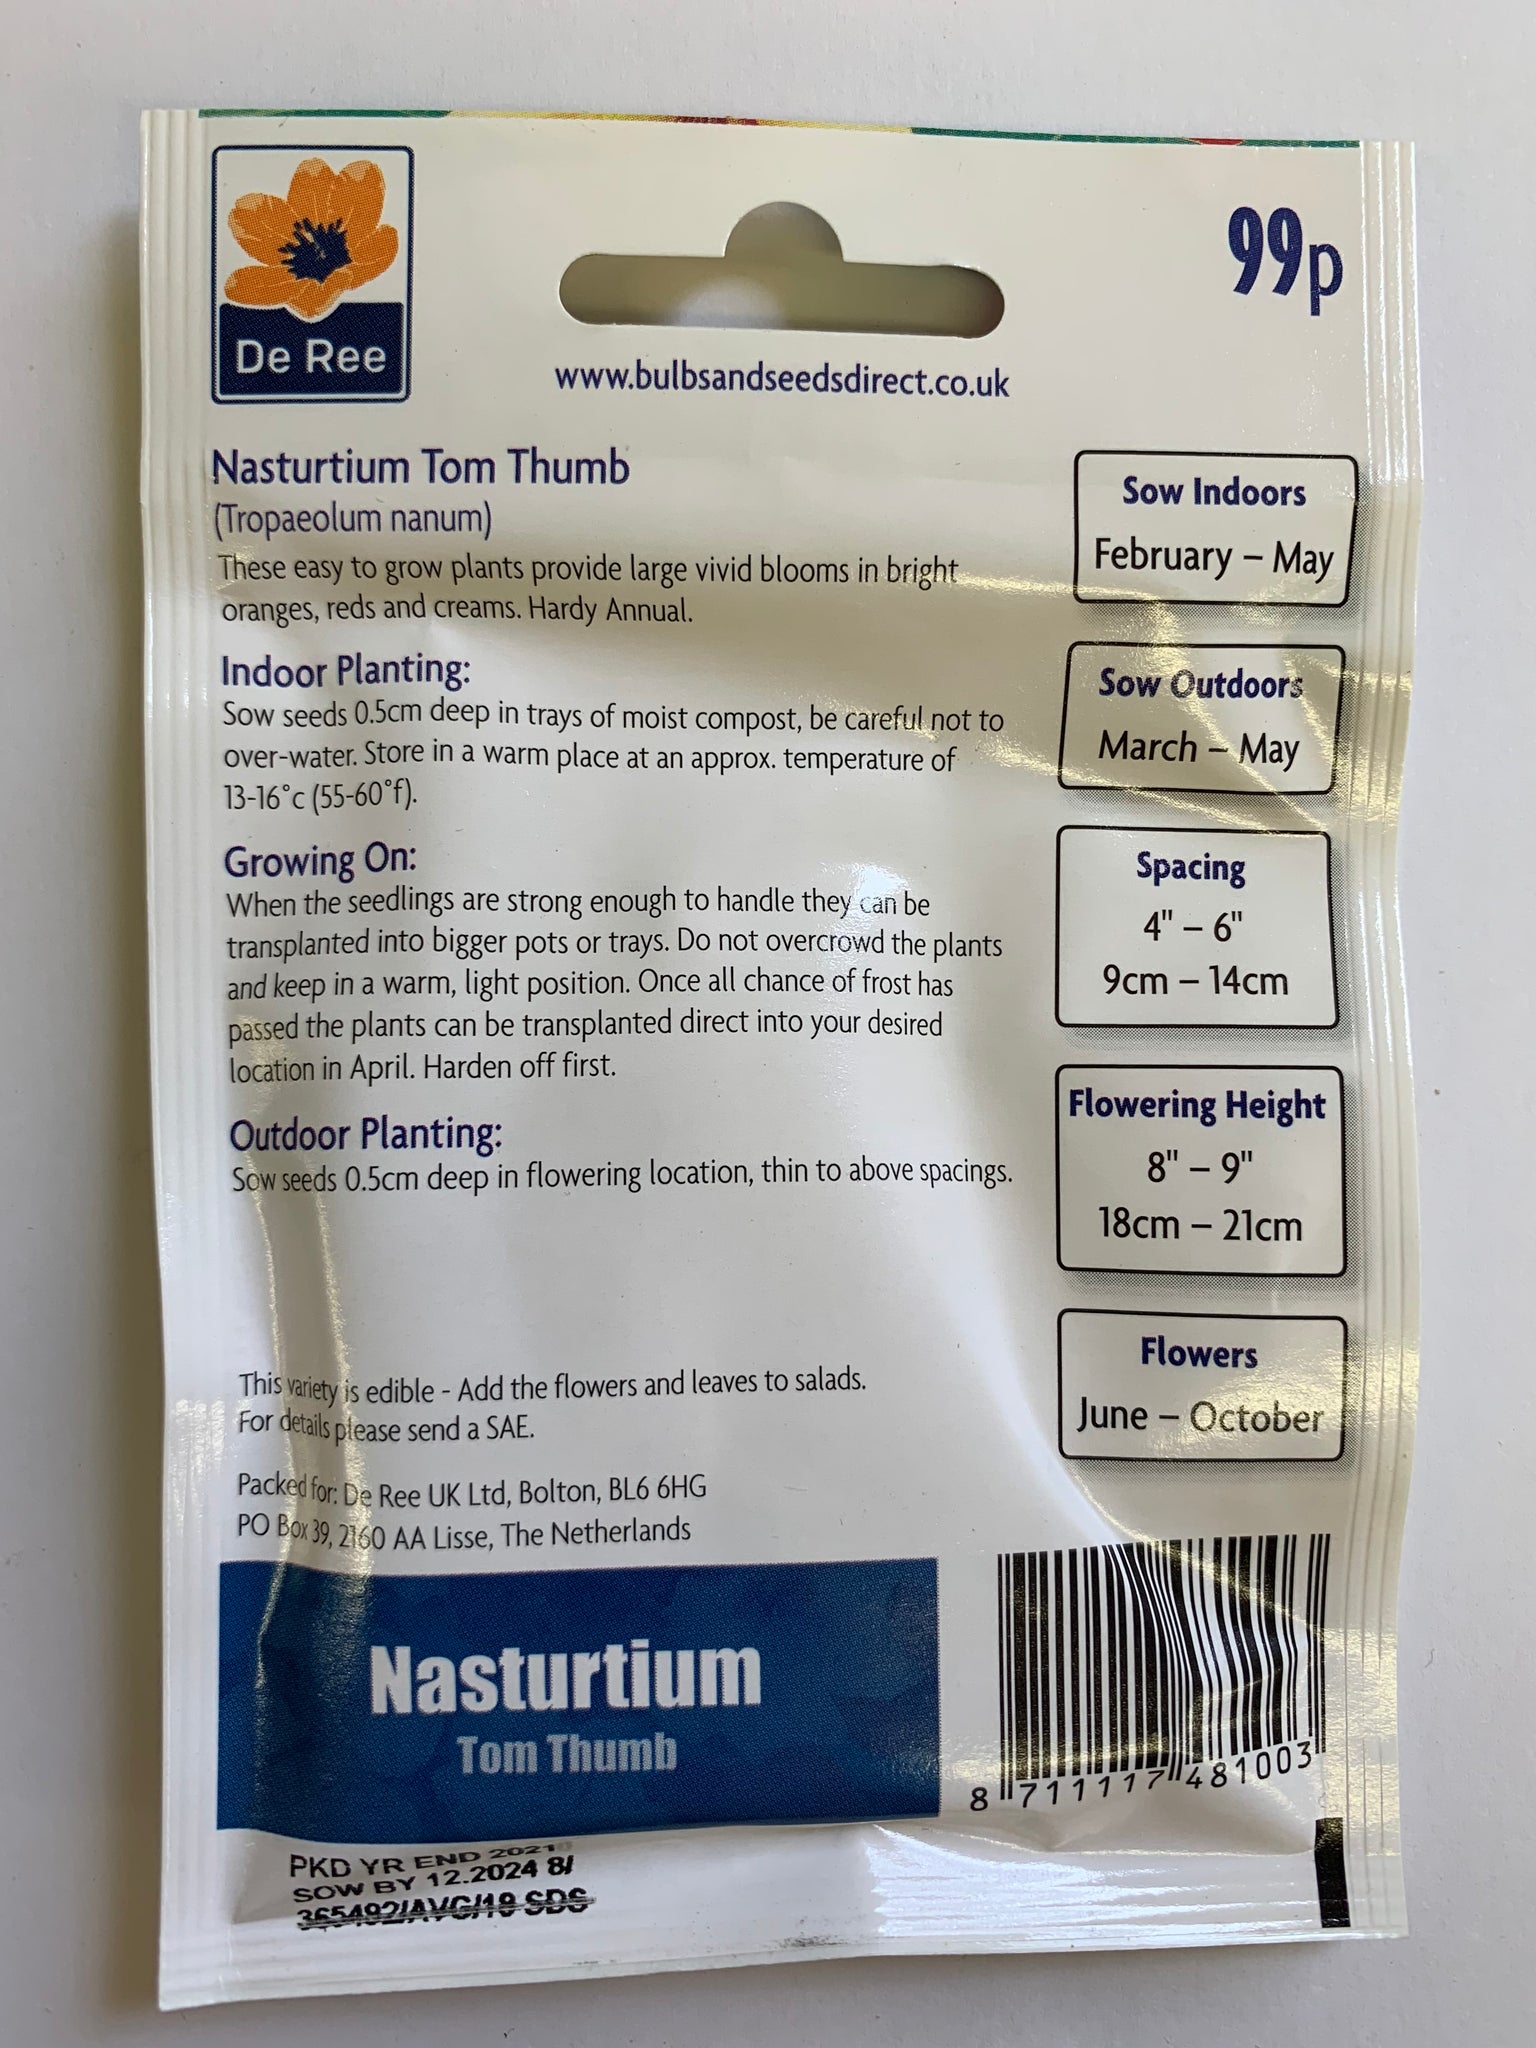 De Ree
99p
www.bulbsandseedsdirect.co.uk
Nasturtium Tom Thumb
(Tropaeolum nanum)
These easy to grow plants provide large vivid blooms in bright
oranges, reds and creams. Hardy Annual.
Indoor Planting:
Sow seeds 0.5cm deep in trays of moist compost, be careful not to
over-water. Store in a warm place at an approx. temperature of
13-16°c (55-60°f).
Growing On:
When the seedlings are strong enough to handle they can be
transplanted into bigger pots or trays. Do not overcrowd the plants
and keep in a warm, light position. Once all chance of frost has
passed the plants can be transplanted direct into your desired
location in April. Harden off first.
Outdoor Planting:
Sow seeds 0.5cm deep in flowering location, thin to above spacings.
This variety is edible - Add the flowers and leaves to salads.
For details please send a SAE.
Packed for: De Ree UK Ltd, Bolton, BL6 6HG
PO Box 39, 2160 AA Lisse, The Netherlands
Sow Indoors
February – May
Sow Outdoors
March – May
Spacing
4" – 6"
9cm – 14cm
Flowering Height
8" – 9"
18cm – 21cm
Flowers
June – October
Nasturtium
Tom Thumb
8 711117 481003
PKD YR END 2021
SOW BY 12.2024 8/